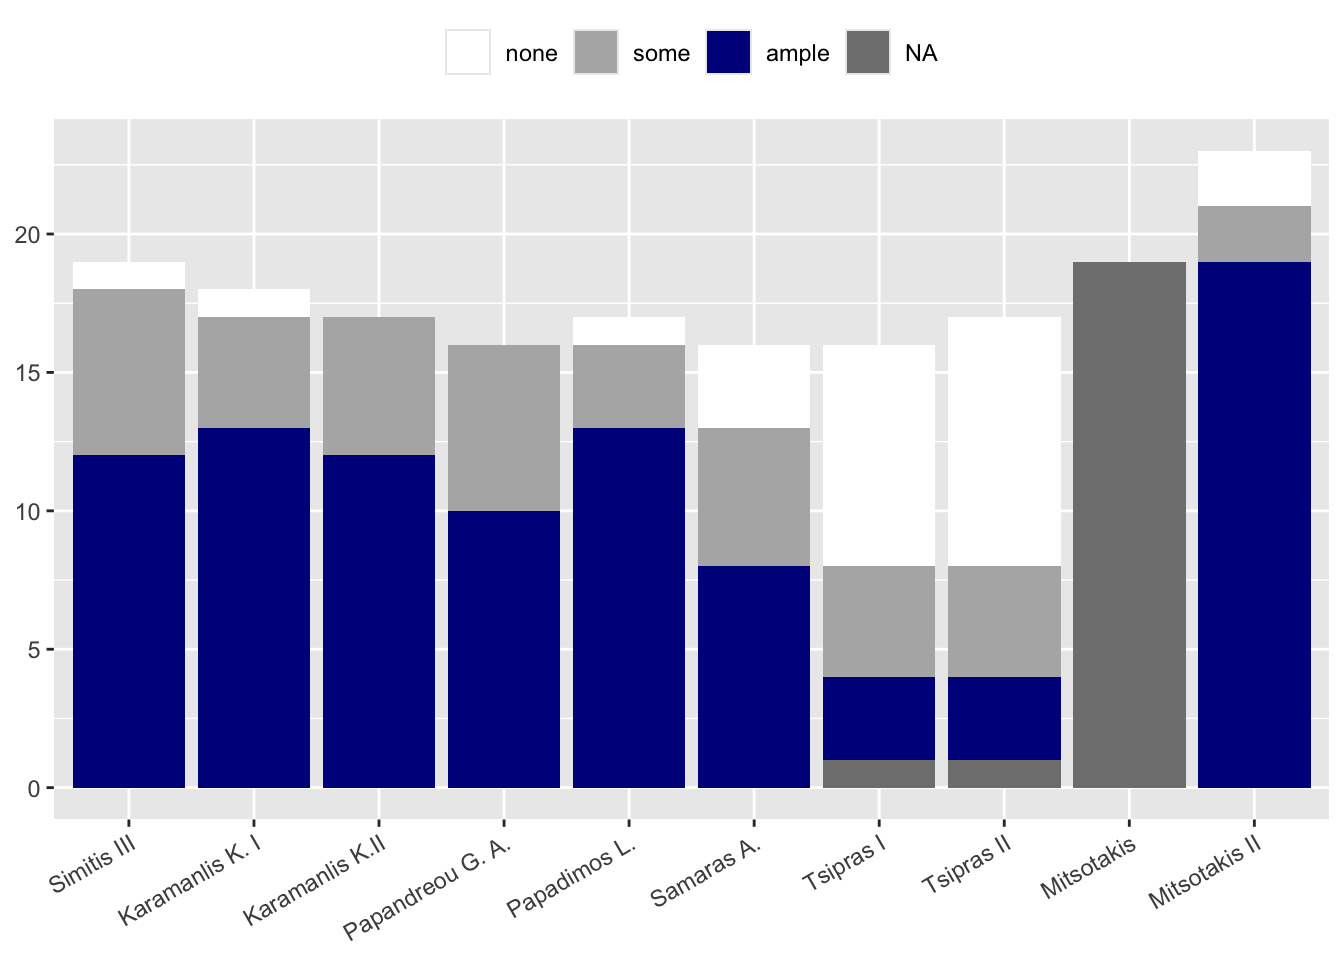 none some ample NA
20
15
10
5
0
Simitis III
Karamanlis K. I
Karamanlis K.II
Papandreou G. A.
Papadimos L.
Samaras A.
Tsipras I
Tsipras II
Mitsotakis
Mitsotakis II